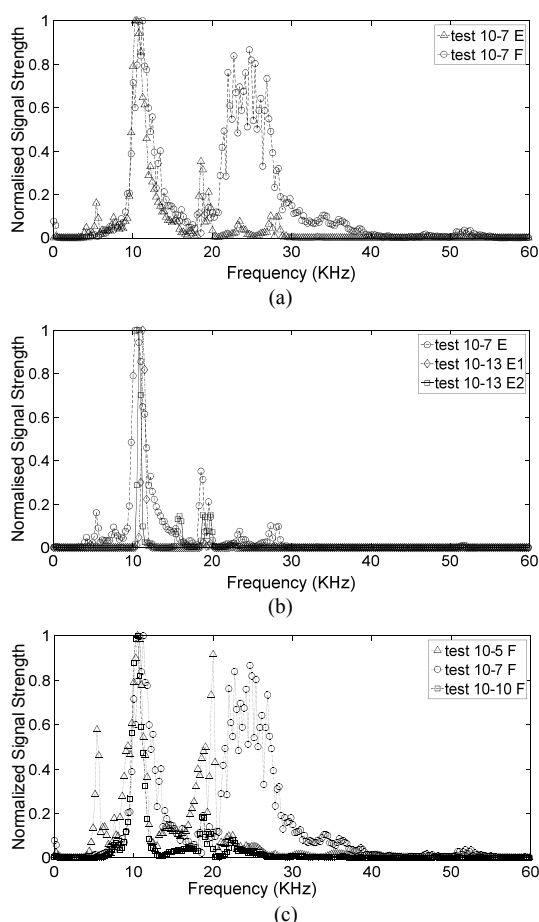 test 10-7 E
test 10-7 F
Normalised Signal Strength
1
0.8
0.6
0.4
0.2
0
0 10 20 30 40 50 60
Frequency (KHz)
(a)
test 10-7 E
test 10-13 E1
test 10-13 E2
Normalised Signal Strength
1
0.8
0.6
0.4
0.2
0
0 10 20 30 40 50 60
Frequency (KHz)
(b)
test 10-5 F
test 10-7 F
test 10-10 F
Normalized Signal Strength
1
0.8
0.6
0.4
0.2
0
0 10 20 30 40 50 60
Frequency (KHz)
(c)